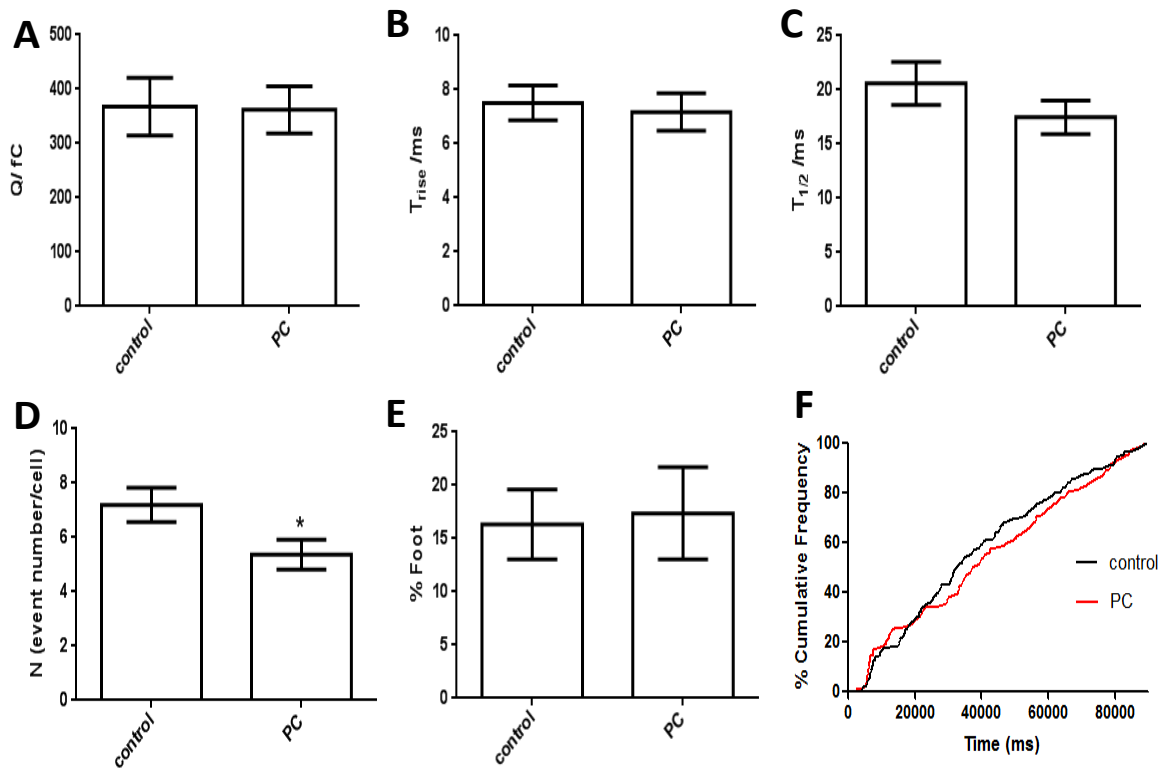 A
Q/ fC
500
400
300
200
100
0
control
PC
B
T_rise /ms
10
8
6
4
2
0
control
PC
C
T_1/2 /ms
25
20
15
10
5
0
control
PC
D
N (event number/cell)
10
8
6
4
2
0
*
control
PC
E
% Foot
25
20
15
10
5
0
control
PC
F
% Cumulative Frequency
100
80
60
40
20
0
control
PC
0 20000 40000 60000 80000
Time (ms)